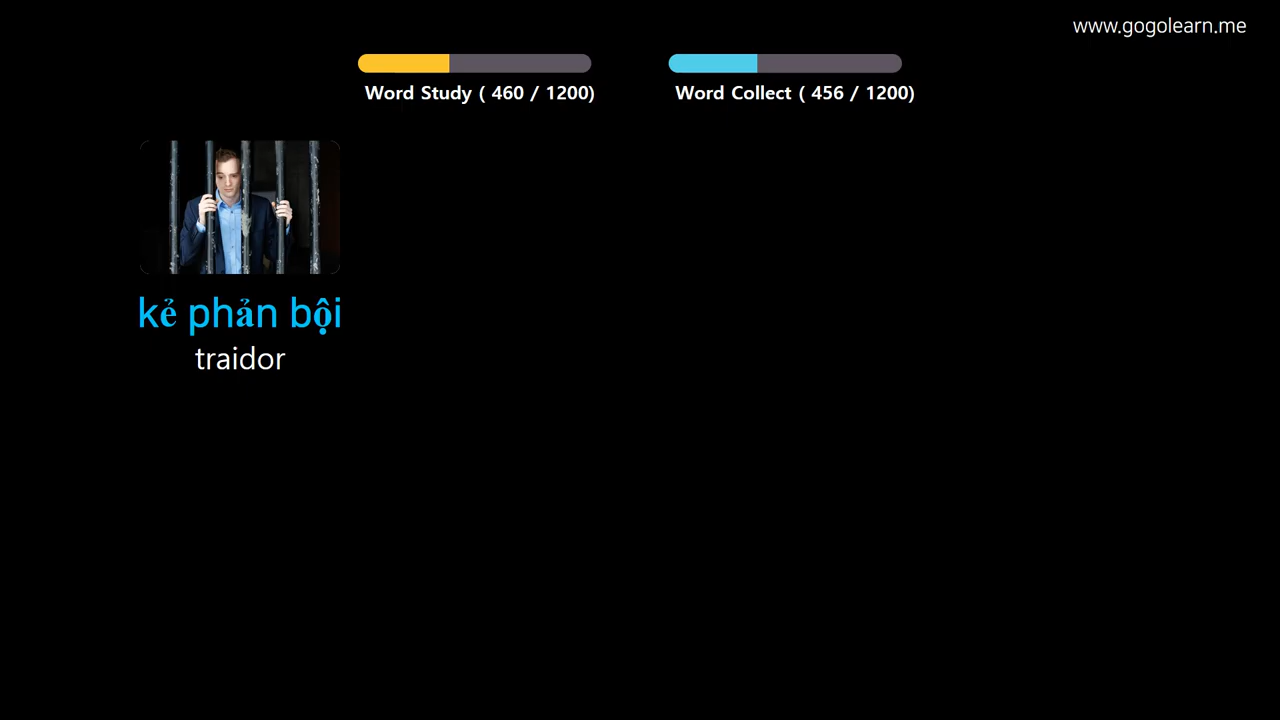 www.gogolearn.me
Word Study ( 460 / 1200)
Word Collect ( 456 / 1200)
kẻ phản bội
traidor